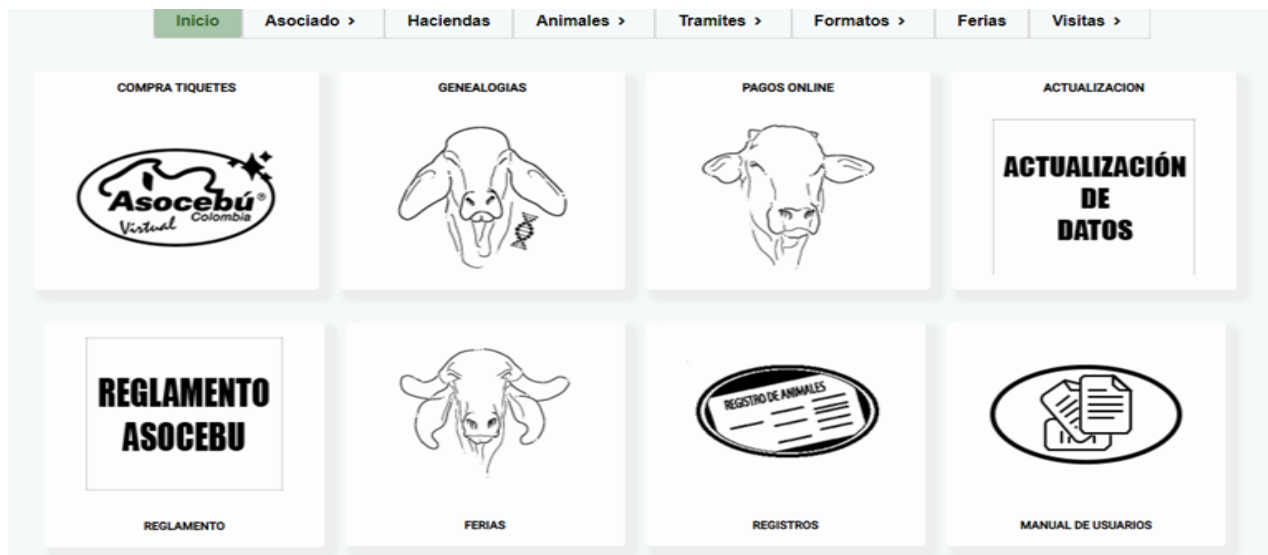 Inicio Asociado > Haciendas Animales > Tramites > Formatos > Ferias Visitas >
COMPRA TIQUETES GENEALOGIAS PAGOS ONLINE ACTUALIZACION
Asocebú®
Colombia
Virtual
ACTUALIZACIÓN
DE
DATOS
REGLAMENTO
ASOCEBU
REGISTRO DE ANIMALES
REGLAMENTO FERIAS REGISTROS MANUAL DE USUARIOS